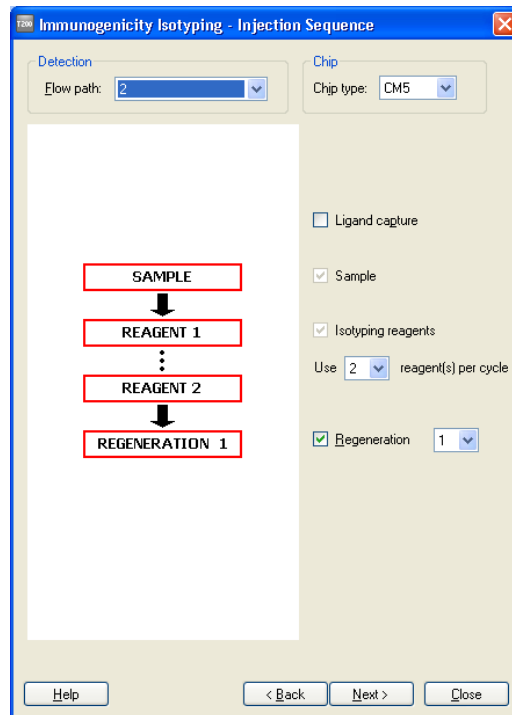 T200 Immunogenicity Isotyping - Injection Sequence
Detection
Flow path: 2
Chip
Chip type: CM5
Ligand capture
SAMPLE
Sample
REAGENT 1
Isotyping reagents
Use 2 reagent(s) per cycle
REAGENT 2
REGENERATION 1
Regeneration 1
Help
< Back
Next >
Close